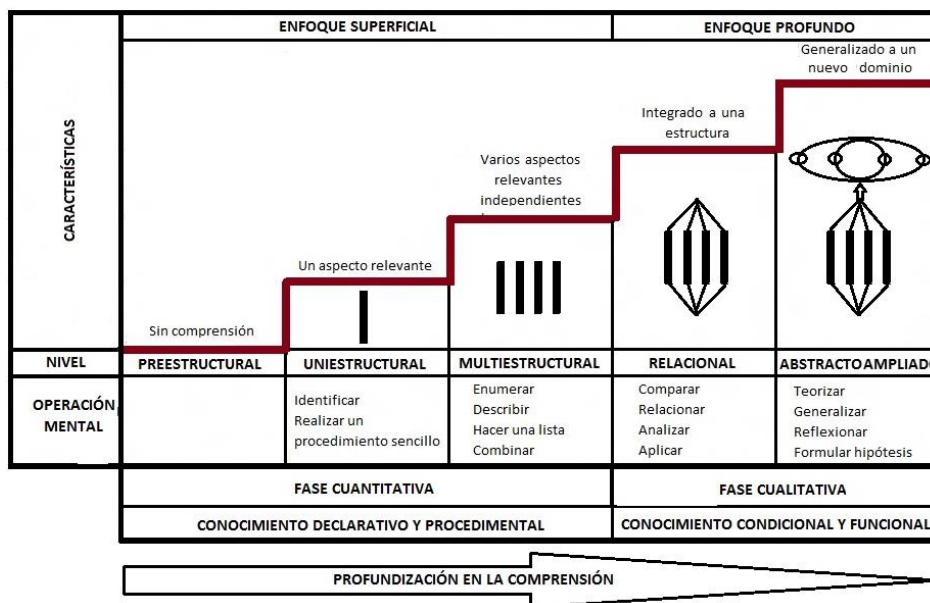 ENFOQUE SUPERFICIAL
ENFOQUE PROFUNDO
CARACTERÍSTICAS
Sin comprensión
Un aspecto relevante
Varios aspectos
relevantes
independientes
Integrado a una
estructura
Generalizado a un
nuevo dominio
NIVEL
PREESTRUCTURAL
UNIESTRUCTURAL
MULTIESTRUCTURAL
RELACIONAL
ABSTRACTO AMPLIADO
OPERACIÓN
MENTAL
Identificar
Realizar un
procedimiento sencillo
Enumerar
Describir
Hacer una lista
Combinar
Comparar
Relacionar
Analizar
Aplicar
Teorizar
Generalizar
Reflexionar
Formular hipótesis
FASE CUANTITATIVA
FASE CUALITATIVA
CONOCIMIENTO DECLARATIVO Y PROCEDIMENTAL
CONOCIMIENTO CONDICIONAL Y FUNCIONAL
PROFUNDIZACIÓN EN LA COMPRENSIÓN